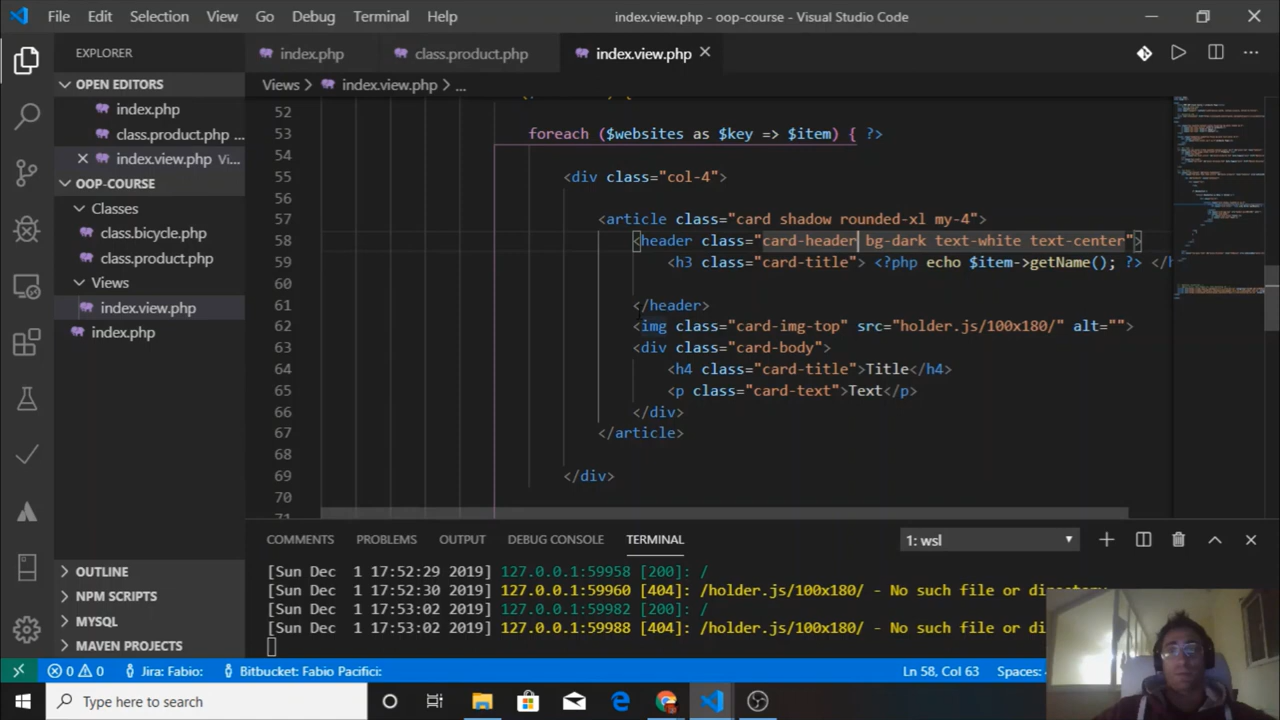 File Edit Selection View Go Debug Terminal Help
index.view.php - oop-course - Visual Studio Code
EXPLORER
index.php
class.product.php
index.view.php
OPEN EDITORS
index.php
class.product.php ...
index.view.php Vi...
OOP-COURSE
Classes
class.bicycle.php
class.product.php
Views
index.view.php
index.php
OUTLINE
NPM SCRIPTS
MYSQL
MAVEN PROJECTS
Views > index.view.php > ...
52
53 foreach ($websites as $key => $item) { ?>
54
55 <div class="col-4">
56
57 <article class="card shadow rounded-xl my-4">
58 <header class="card-header bg-dark text-white text-center">
59 <h3 class="card-title"> <?php echo $item->getName(); ?> </h
60
61 </header>
62 <img class="card-img-top" src="holder.js/100x180/" alt="">
63 <div class="card-body">
64 <h4 class="card-title">Title</h4>
65 <p class="card-text">Text</p>
66 </div>
67 </article>
68
69 </div>
70
COMMENTS PROBLEMS OUTPUT DEBUG CONSOLE TERMINAL
1: wsl
[Sun Dec 1 17:52:29 2019] 127.0.0.1:59958 [200]: /
[Sun Dec 1 17:52:30 2019] 127.0.0.1:59960 [404]: /holder.js/100x180/ - No such file or directory
[Sun Dec 1 17:53:02 2019] 127.0.0.1:59982 [200]: /
[Sun Dec 1 17:53:02 2019] 127.0.0.1:59988 [404]: /holder.js/100x180/ - No such file or di
0 0 Jira: Fabio: Bitbucket: Fabio Pacifici: Ln 58, Col 63 Spaces:
Type here to search